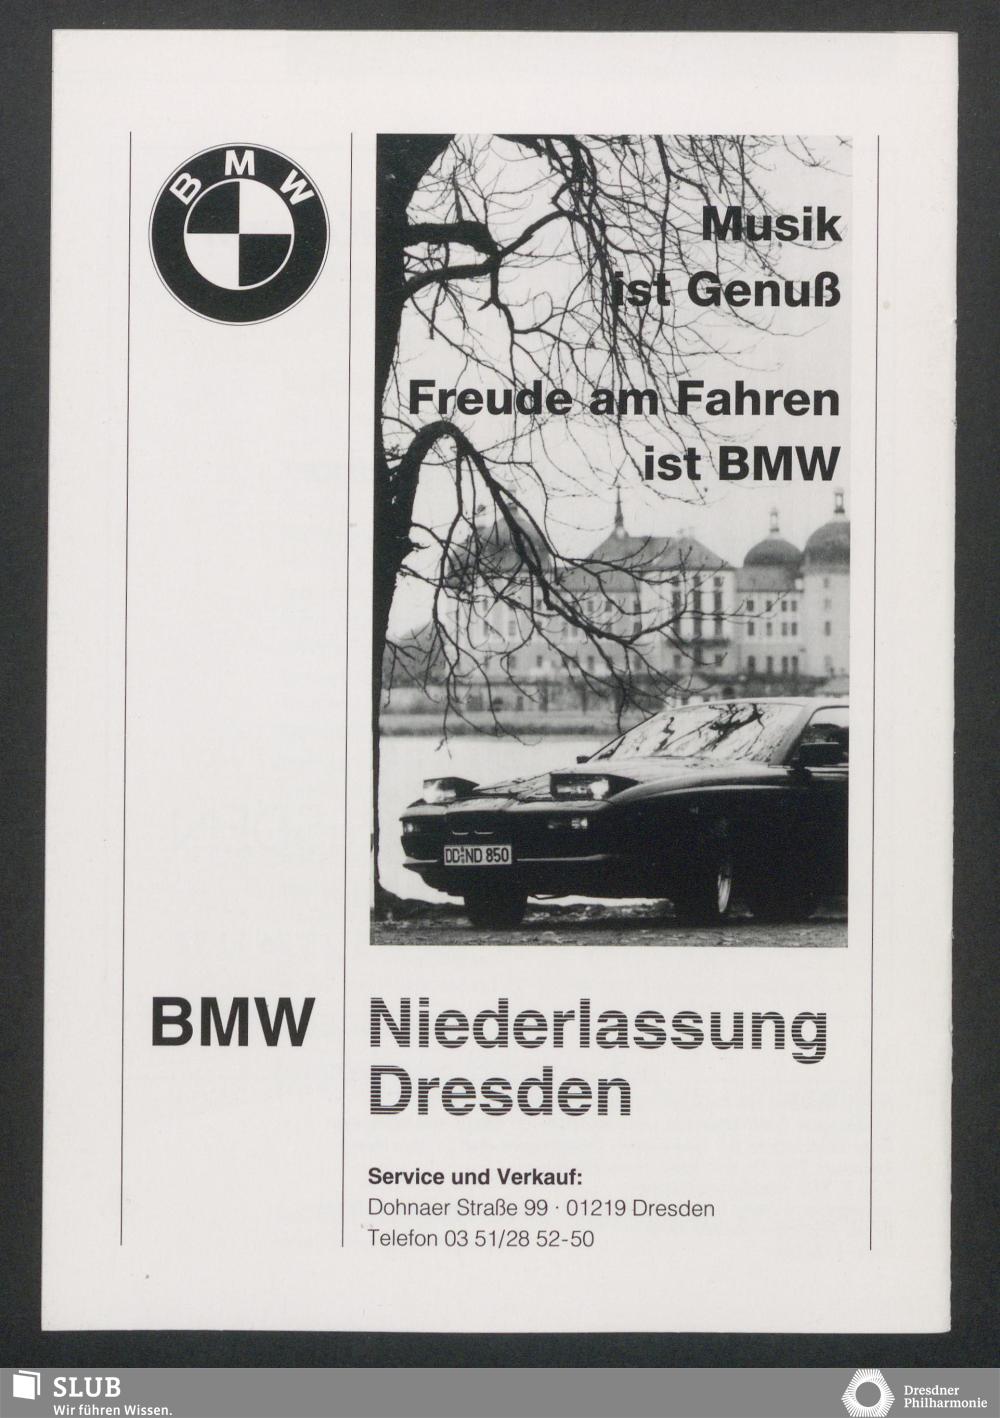 BMW
Musik
ist Genuß
Freude am Fahren
ist BMW
DD ND 850
BMW Niederlassung
Dresden
Service und Verkauf:
Dohnaer Straße 99 · 01219 Dresden
Telefon 03 51/28 52-50
SLUB
Wir führen Wissen.
Dresdner
Philharmonie